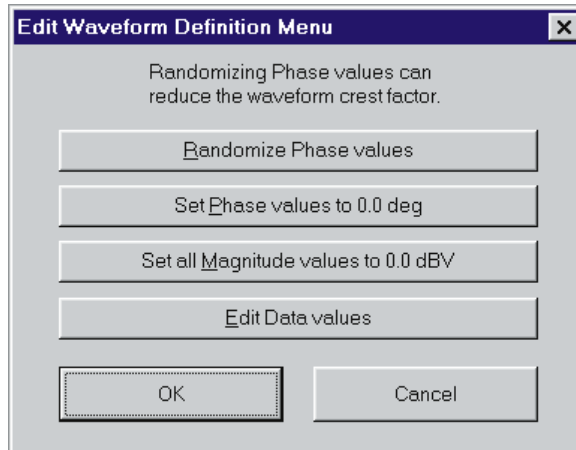 Edit Waveform Definition Menu
Randomizing Phase values can
reduce the waveform crest factor.
Randomize Phase values
Set Phase values to 0.0 deg
Set all Magnitude values to 0.0 dBV
Edit Data values
OK
Cancel